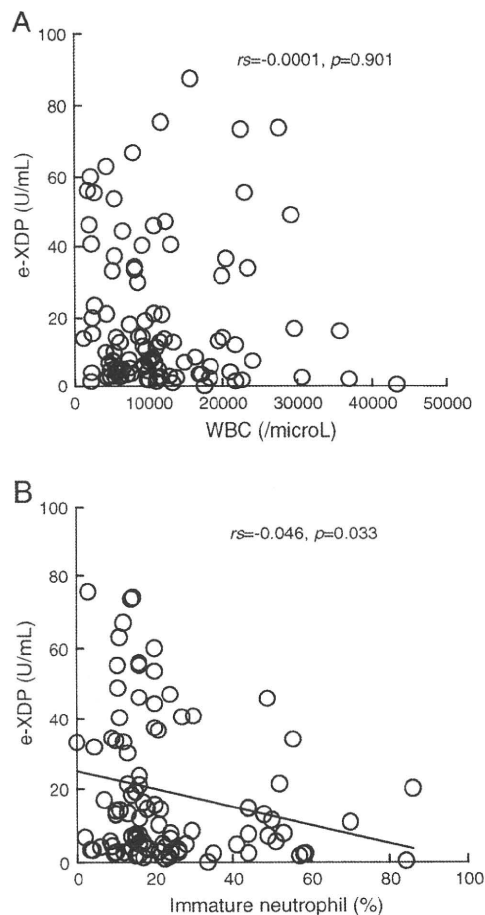 A
100
80
60
40
20
0
e-XDP (U/mL)
rs=-0.0001, p=0.901
0 10000 20000 30000 40000 50000
WBC (/microL)
B
100
80
60
40
20
0
e-XDP (U/mL)
rs=-0.046, p=0.033
0 20 40 60 80 100
Immature neutrophil (%)